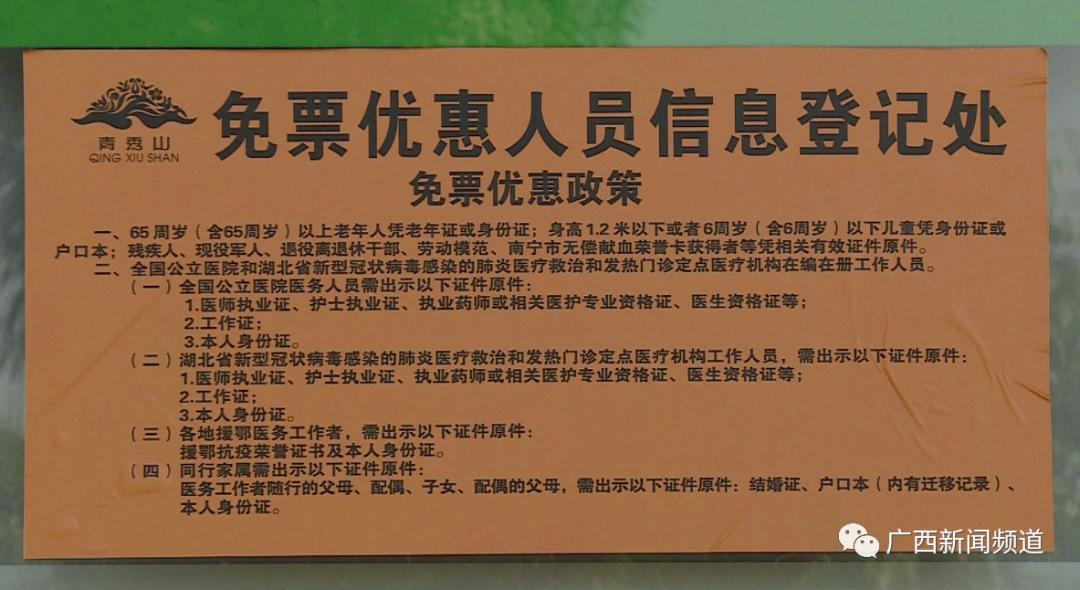 青秀山
QING XIU SHAN
免票优惠人员信息登记处
免票优惠政策
一、65周岁（含65周岁）以上老年人凭老年证或身份证；身高1.2米以下或者6周岁（含6周岁）以下儿童凭身份证或
户口本；残疾人、现役军人、退役离退休干部、劳动模范、南宁市无偿献血荣誉卡获得者等凭相关有效证件原件。
二、全国公立医院和湖北省新型冠状病毒感染的肺炎医疗救治和发热门诊定点医疗机构在编在册工作人员。
（一）全国公立医院医务人员需出示以下证件原件：
1.医师执业证、护士执业证、执业药师或相关医护专业资格证、医生资格证等；
2.工作证；
3.本人身份证。
（二）湖北省新型冠状病毒感染的肺炎医疗救治和发热门诊定点医疗机构工作人员，需出示以下证件原件：
1.医师执业证、护士执业证、执业药师或相关医护专业资格证、医生资格证等；
2.工作证；
3.本人身份证。
（三）各地援鄂医务工作者，需出示以下证件原件：
援鄂抗疫荣誉证书及本人身份证。
（四）同行家属需出示以下证件原件：
医务工作者随行的父母、配偶、子女、配偶的父母，需出示以下证件原件：结婚证、户口本（内有迁移记录）、
本人身份证。
广西新闻频道